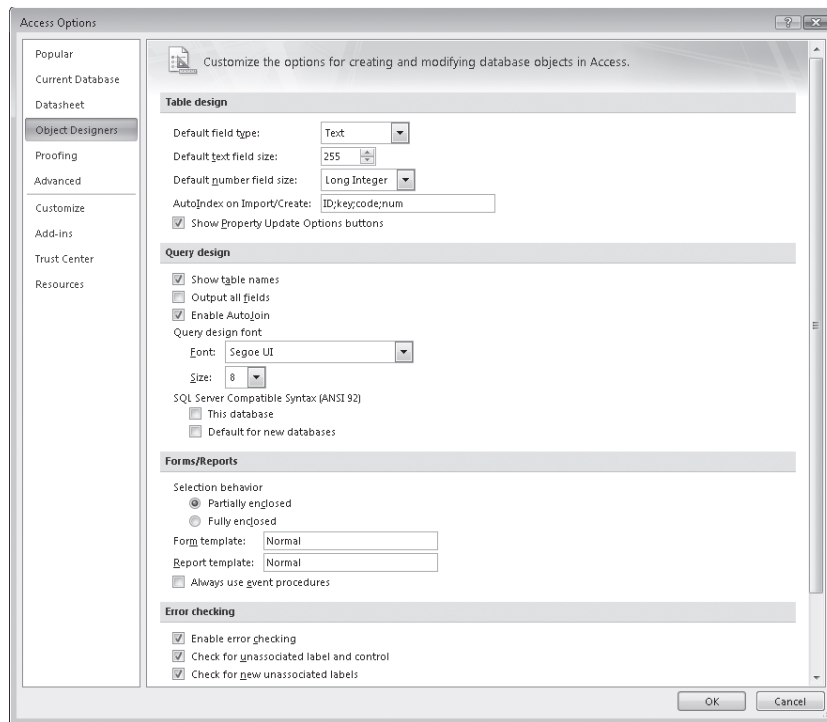 Access Options
Popular
Current Database
Datasheet
Object Designers
Proofing
Advanced
Customize
Add-ins
Trust Center
Resources
Customize the options for creating and modifying database objects in Access.
Table design
Default field type: Text
Default text field size: 255
Default number field size: Long Integer
AutoIndex on Import/Create: ID;key;code;num
Show Property Update Options buttons
Query design
Show table names
Output all fields
Enable AutoJoin
Query design font
Font: Segoe UI
Size: 8
SQL Server Compatible Syntax (ANSI 92)
This database
Default for new databases
Forms/Reports
Selection behavior
Partially enclosed
Fully enclosed
Form template: Normal
Report template: Normal
Always use event procedures
Error checking
Enable error checking
Check for unassociated label and control
Check for new unassociated labels
OK Cancel